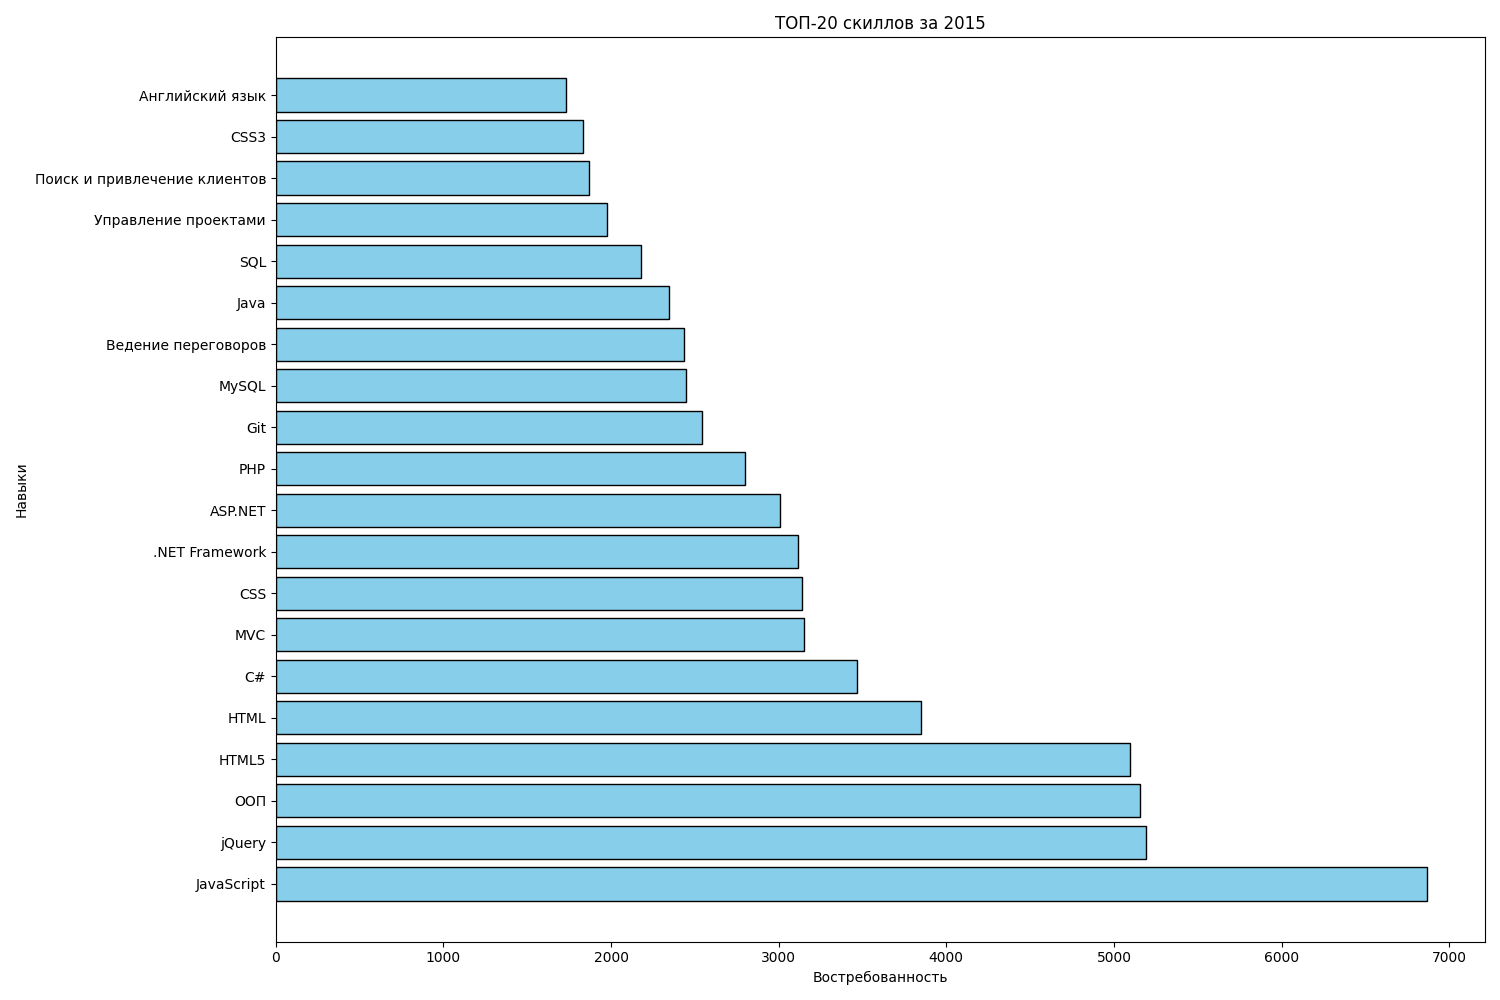 ТОП-20 скиллов за 2015
Английский язык
CSS3
Поиск и привлечение клиентов
Управление проектами
SQL
Java
Ведение переговоров
MySQL
Git
PHP
ASP.NET
.NET Framework
CSS
MVC
C#
HTML
HTML5
ООП
jQuery
JavaScript
Навыки
0 1000 2000 3000 4000 5000 6000 7000
Востребованность